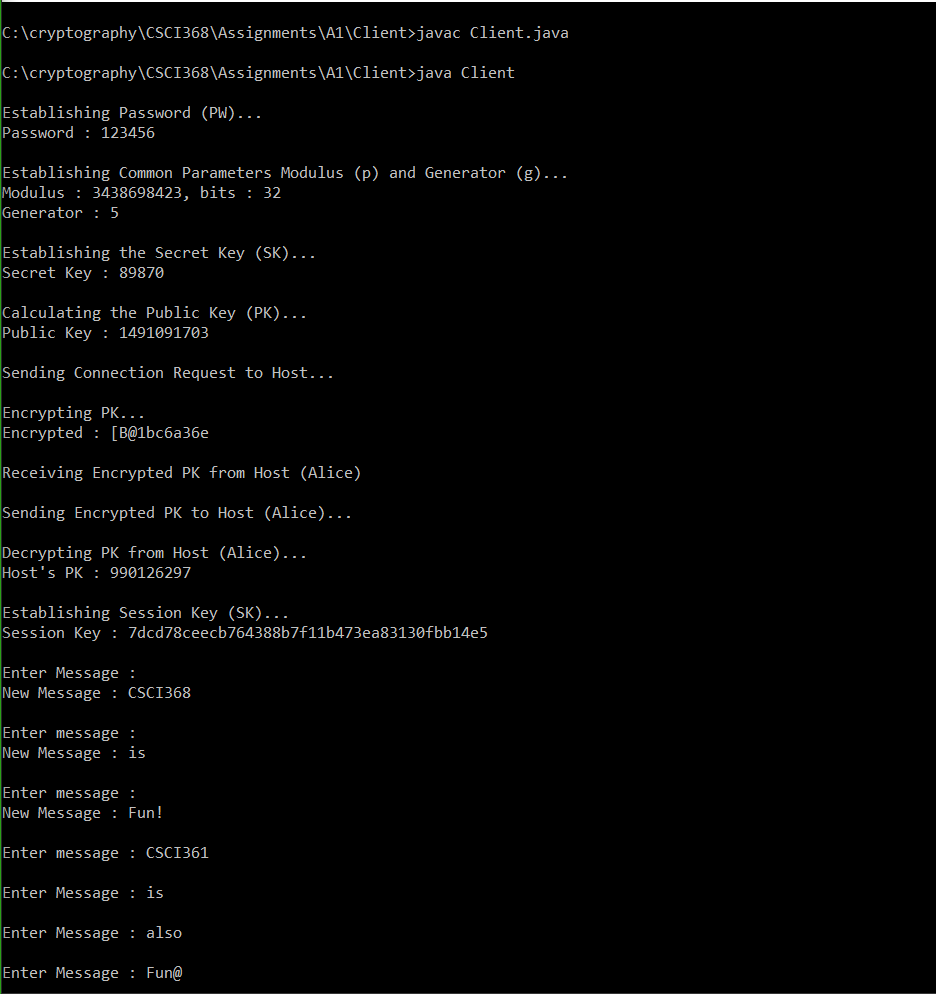 C:\cryptography\CSCI368\Assignments\A1\Client>javac Client.java
C:\cryptography\CSCI368\Assignments\A1\Client>java Client
Establishing Password (PW)...
Password : 123456
Establishing Common Parameters Modulus (p) and Generator (g)...
Modulus : 3438698423, bits : 32
Generator : 5
Establishing the Secret Key (SK)...
Secret Key : 89870
Calculating the Public Key (PK)...
Public Key : 1491091703
Sending Connection Request to Host...
Encrypting PK...
Encrypted : [B@1bc6a36e
Receiving Encrypted PK from Host (Alice)
Sending Encrypted PK to Host (Alice)...
Decrypting PK from Host (Alice)...
Host's PK : 990126297
Establishing Session Key (SK)...
Session Key : 7dcd78ceecb764388b7f11b473ea83130fbb14e5
Enter Message :
New Message : CSCI368
Enter message :
New Message : is
Enter message :
New Message : Fun!
Enter message : CSCI361
Enter Message : is
Enter Message : also
Enter Message : Fun@